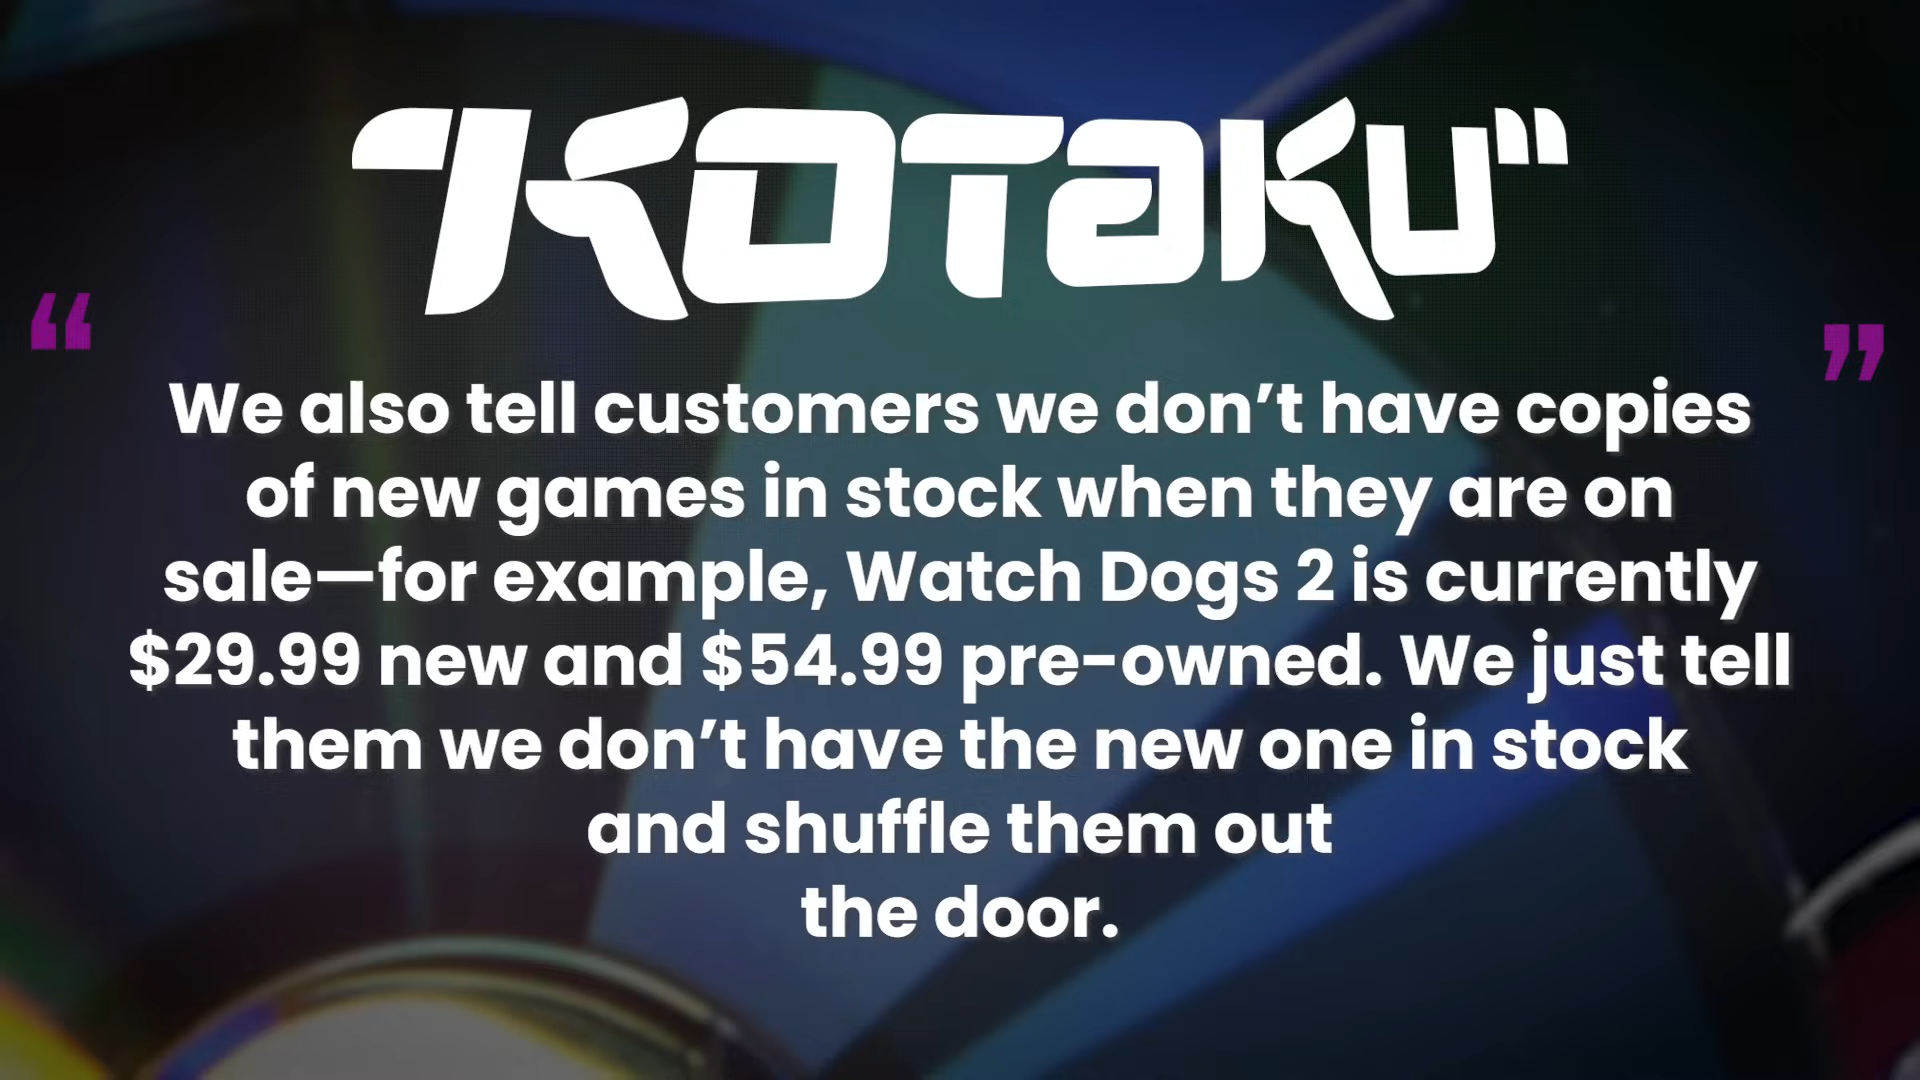 KOTAKU"
“
”
We also tell customers we don’t have copies
of new games in stock when they are on
sale—for example, Watch Dogs 2 is currently
$29.99 new and $54.99 pre-owned. We just tell
them we don’t have the new one in stock
and shuffle them out
the door.